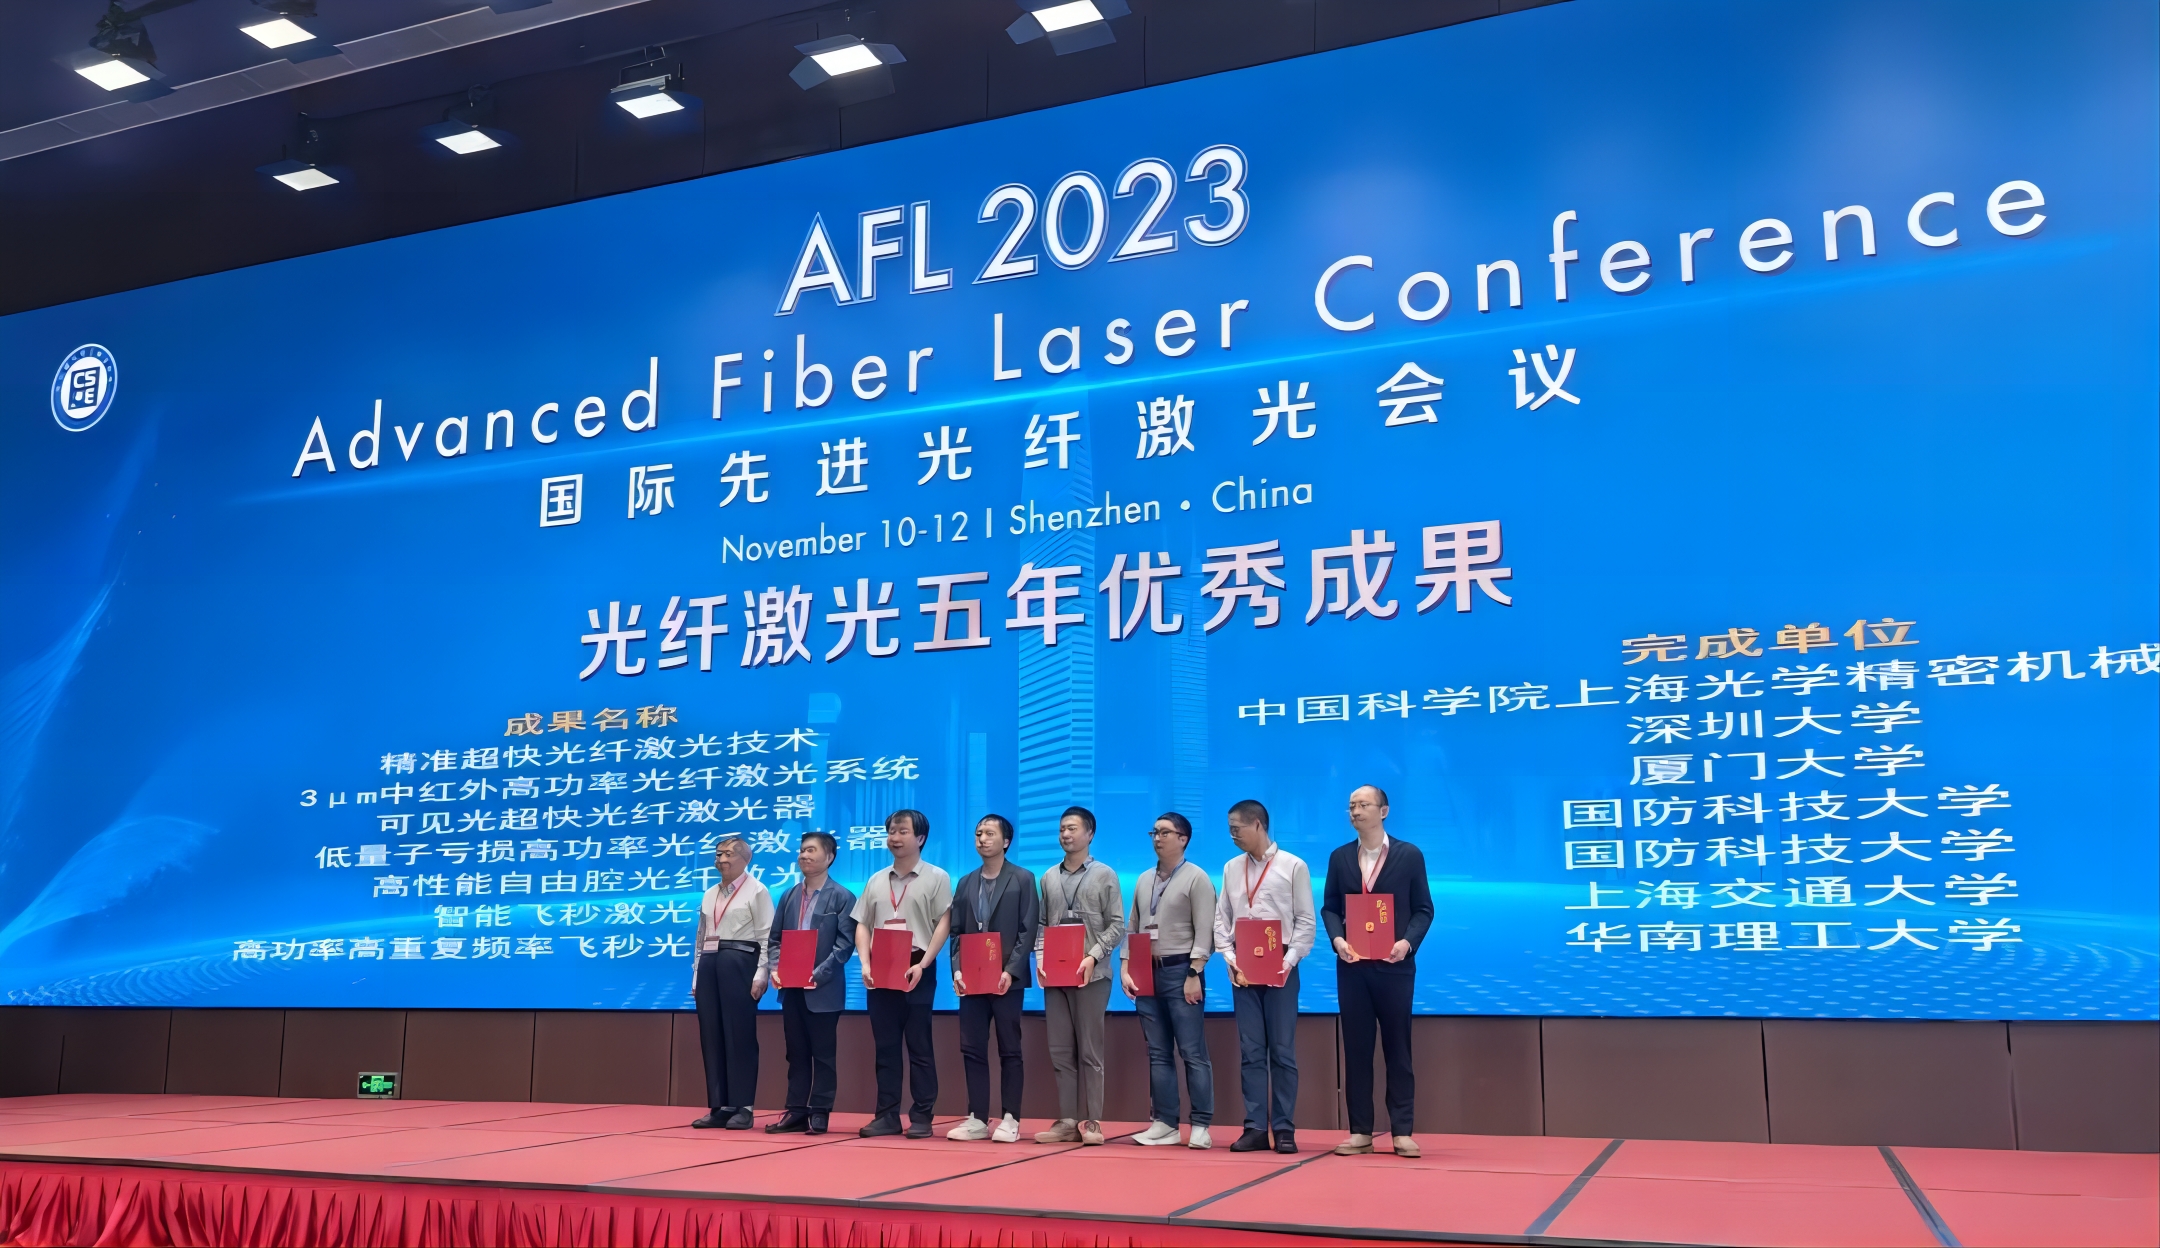 AFL 2023
Advanced Fiber Laser Conference
国际先进光纤激光会议
November 10-12 | Shenzhen · China
光纤激光五年优秀成果
CS
E
成果名称
精准超快光纤激光技术
3μm中红外高功率光纤激光系统
可见光超快光纤激光器
低量子亏损高功率光纤激光器
高性能自由腔光纤激光
智能飞秒激光
高功率高重复频率飞秒光
完成单位
中国科学院上海光学精密机械
深圳大学
厦门大学
国防科技大学
国防科技大学
上海交通大学
华南理工大学